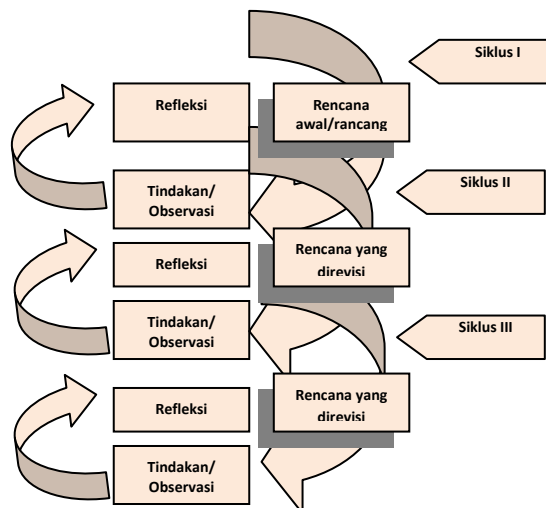 Siklus I
Refleksi
Rencana
awal/rancang
Tindakan/
Observasi
Siklus II
Refleksi
Rencana yang
direvisi
Tindakan/
Observasi
Siklus III
Refleksi
Rencana yang
direvisi
Tindakan/
Observasi